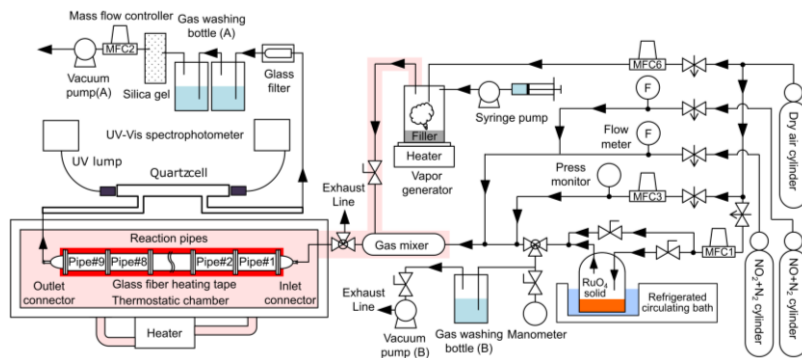 Mass flow controller
MFC2
Vacuum
pump(A)
Silica gel
Gas washing
bottle (A)
Glass
filter
UV-Vis spectrophotometer
UV lump
Quartzcell
Reaction pipes
Pipe#9
Pipe#8
Pipe#2
Pipe#1
Outlet
connector
Glass fiber heating tape
Thermostatic chamber
Inlet
connector
Heater
Exhaust
Line
Gas mixer
Filler
Heater
Vapor
generator
Syringe pump
MFC6
F
Flow
meter
F
Press
monitor
MFC3
MFC1
RuO₄
solid
Refrigerated
circulating bath
Exhaust
Line
Vacuum
pump (B)
Gas washing
bottle (B)
Manometer
Dry air cylinder
NO₂+N₂ cylinder
NO+N₂ cylinder